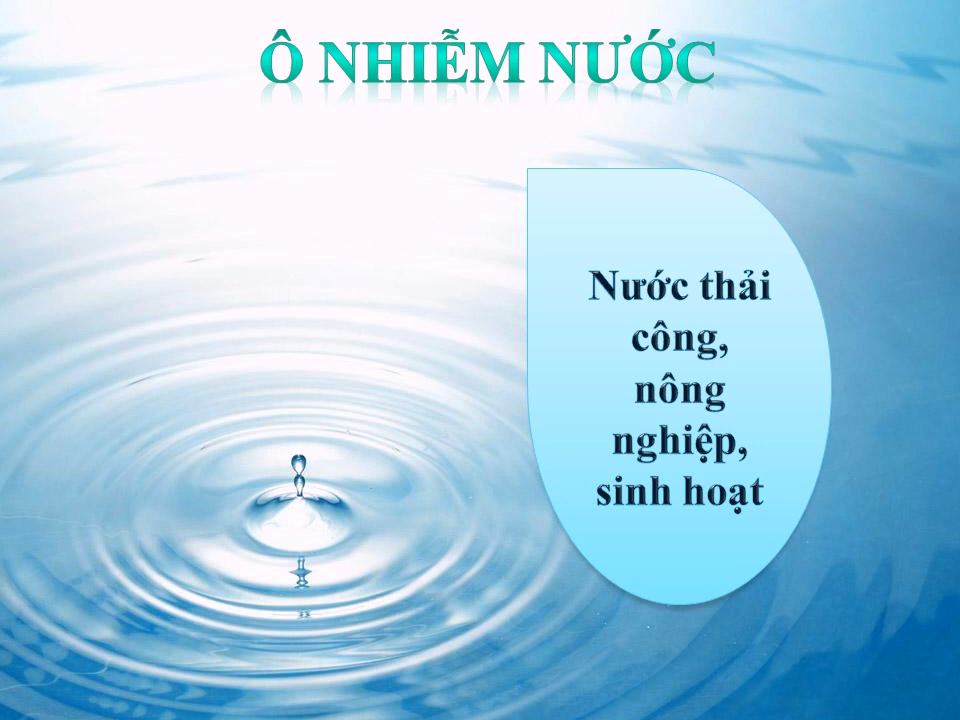 Ô NHIỄM NƯỚC
Nước thải
công,
nông
nghiệp,
sinh hoạt